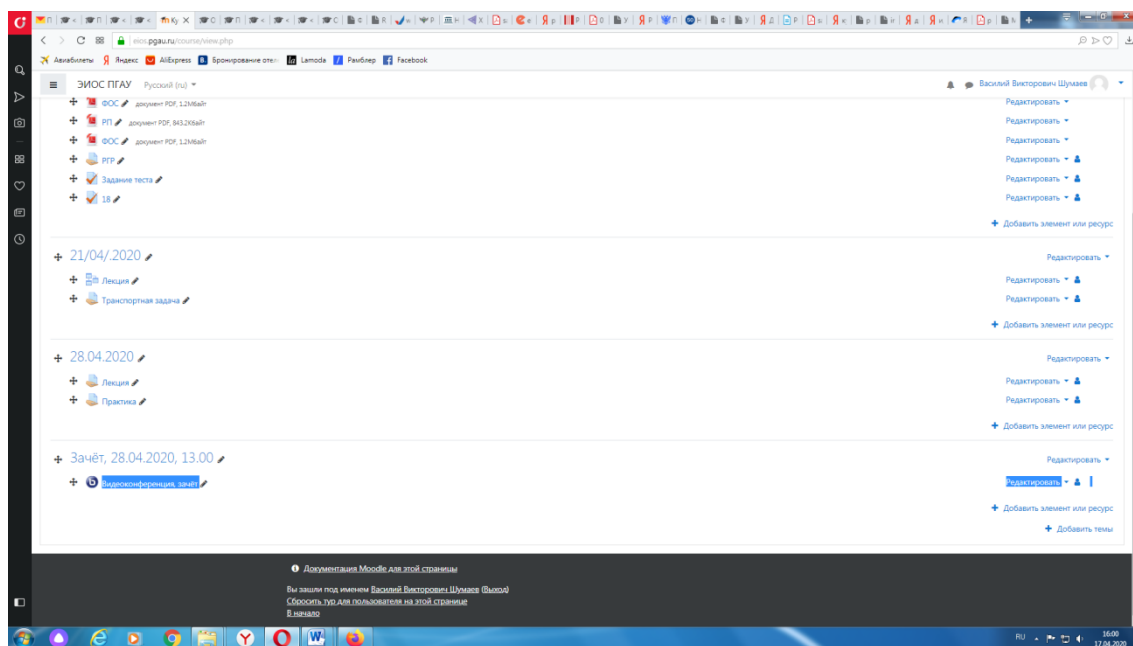 eios.pgau.ru/course/view.php
Авиабилеты Яндекс AliExpress Бронирование отел Lamoda Рамблер Facebook
ЭИОС ПГАУ Русский (ru) Василий Викторович Шумаев
ФОС документ PDF, 1.2Мбайт Редактировать
РП документ PDF, 843.2Кбайт Редактировать
ФОС документ PDF, 1.2Мбайт Редактировать
РГР Редактировать
Задание теста Редактировать
18 Редактировать
+ Добавить элемент или ресурс
21/04/.2020 Редактировать
Лекция Редактировать
Транспортная задача Редактировать
+ Добавить элемент или ресурс
28.04.2020 Редактировать
Лекция Редактировать
Практика Редактировать
+ Добавить элемент или ресурс
Зачёт, 28.04.2020, 13.00 Редактировать
Видеоконференция, зачёт Редактировать
+ Добавить элемент или ресурс
+ Добавить темы
Документация Moodle для этой страницы
Вы зашли под именем Василий Викторович Шумаев (Выход)
Сбросить тур для пользователя на этой странице
В начало
RU 16:00
17.04.2020